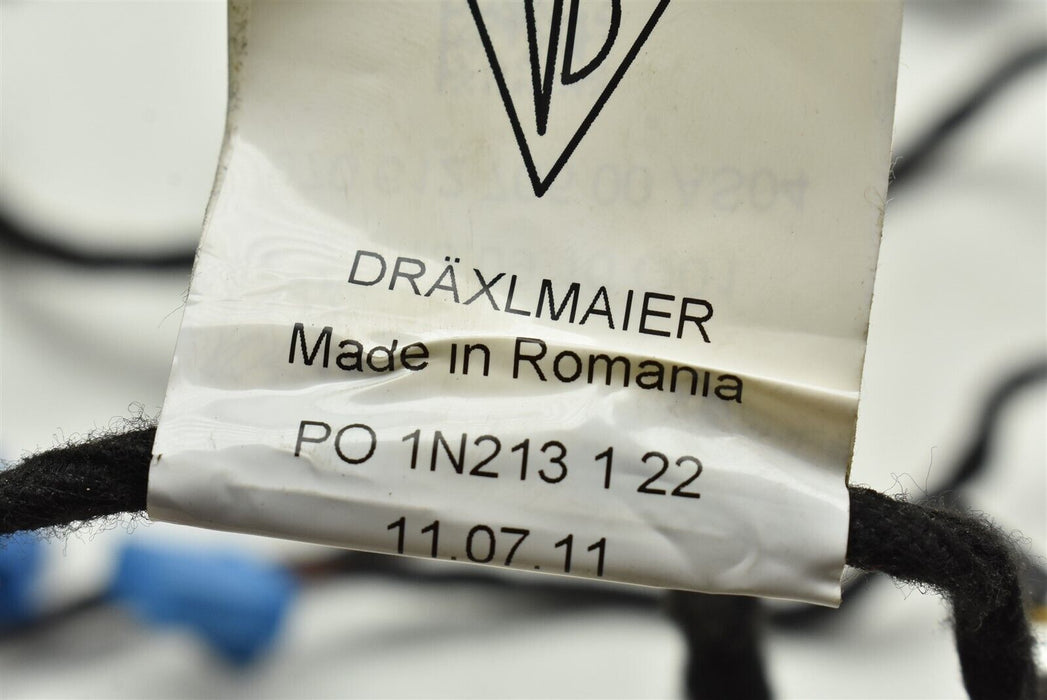 D
DRÄXLMAIER
Made in Romania
PO 1N213 1 22
11.07.11